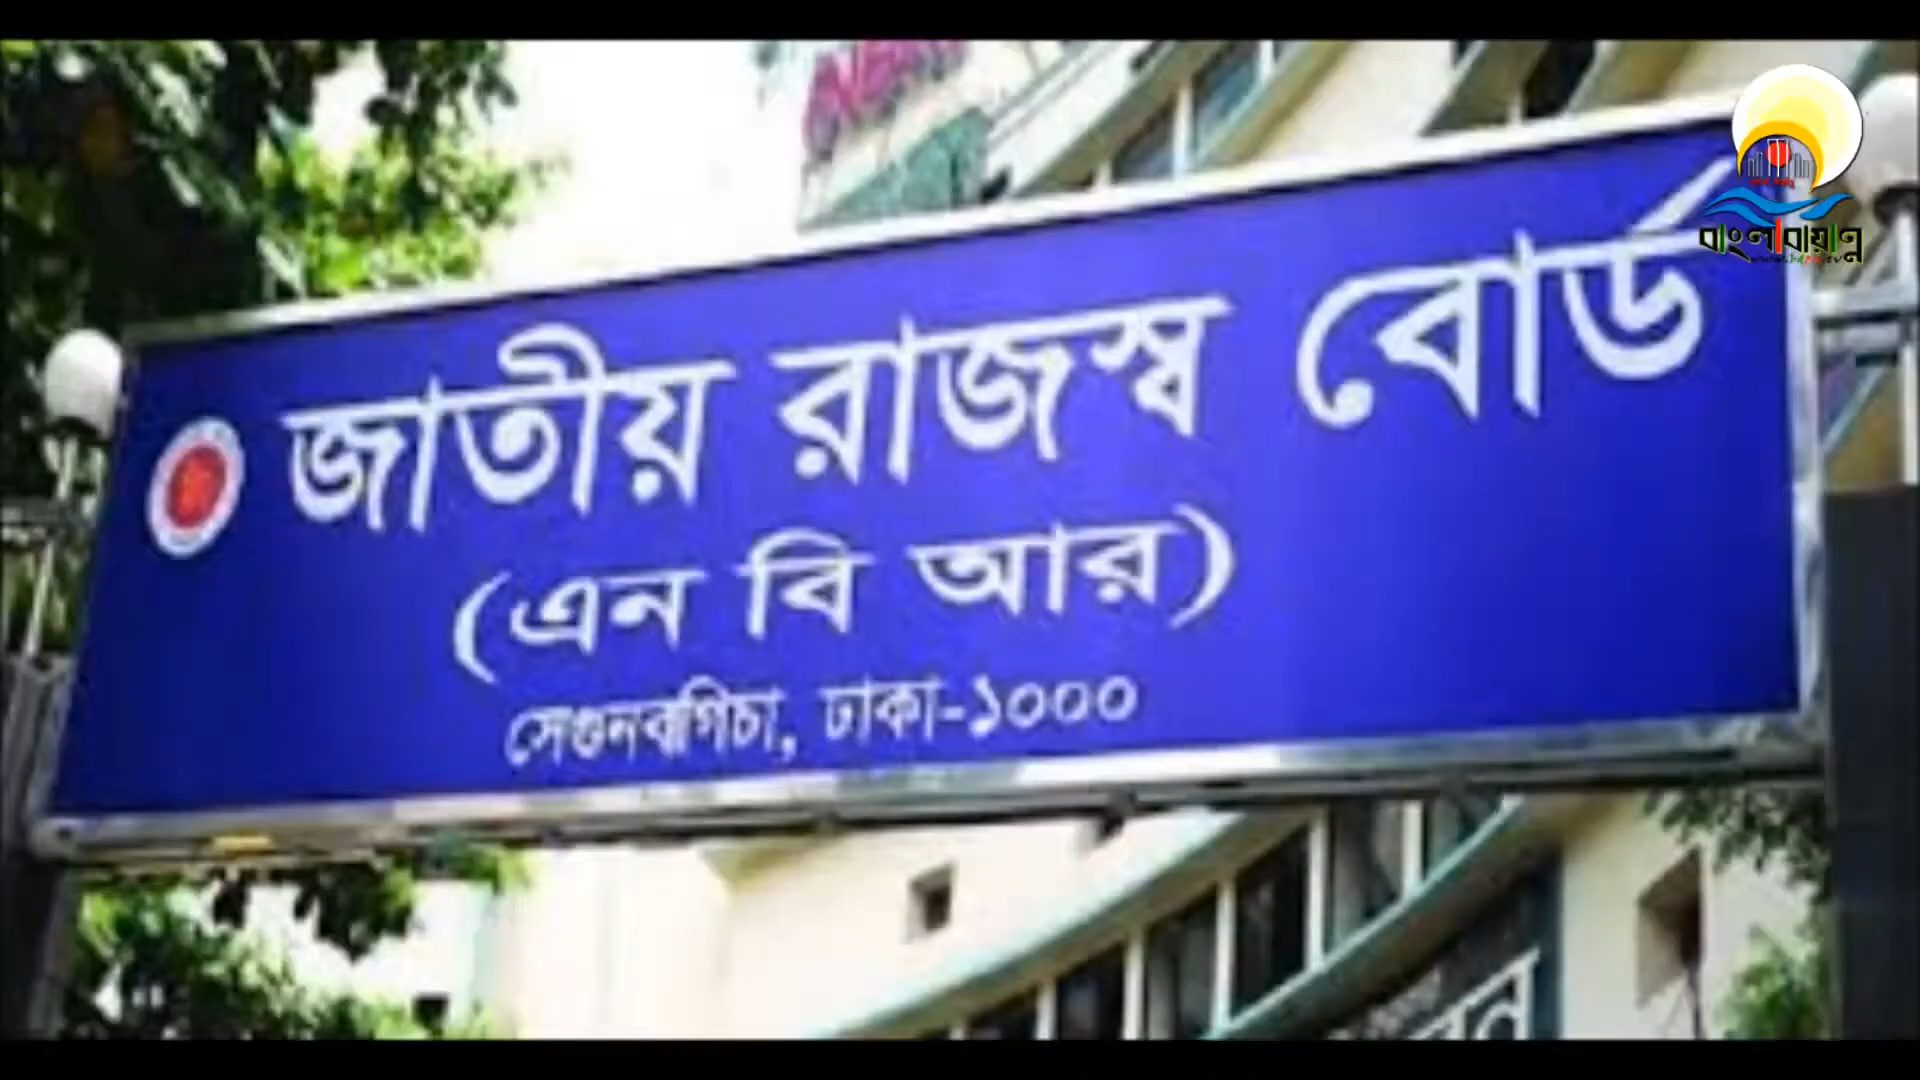 জাতীয় রাজস্ব বোর্ড
(এন বি আর)
সেগুনবাগিচা, ঢাকা-১০০০
বাংলা বায়ান্ন